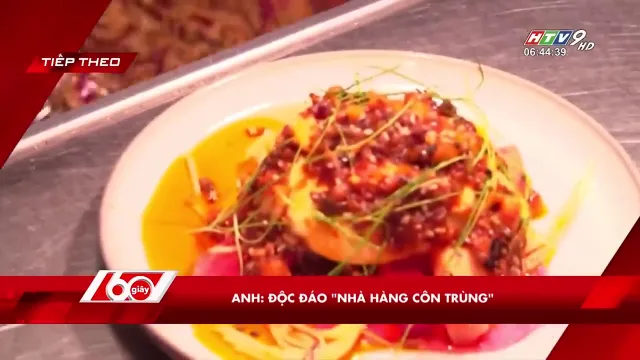 TIẾP THEO
HTV9 HD
06:44:39
60 giây
ANH: ĐỘC ĐÁO "NHÀ HÀNG CÔN TRÙNG"